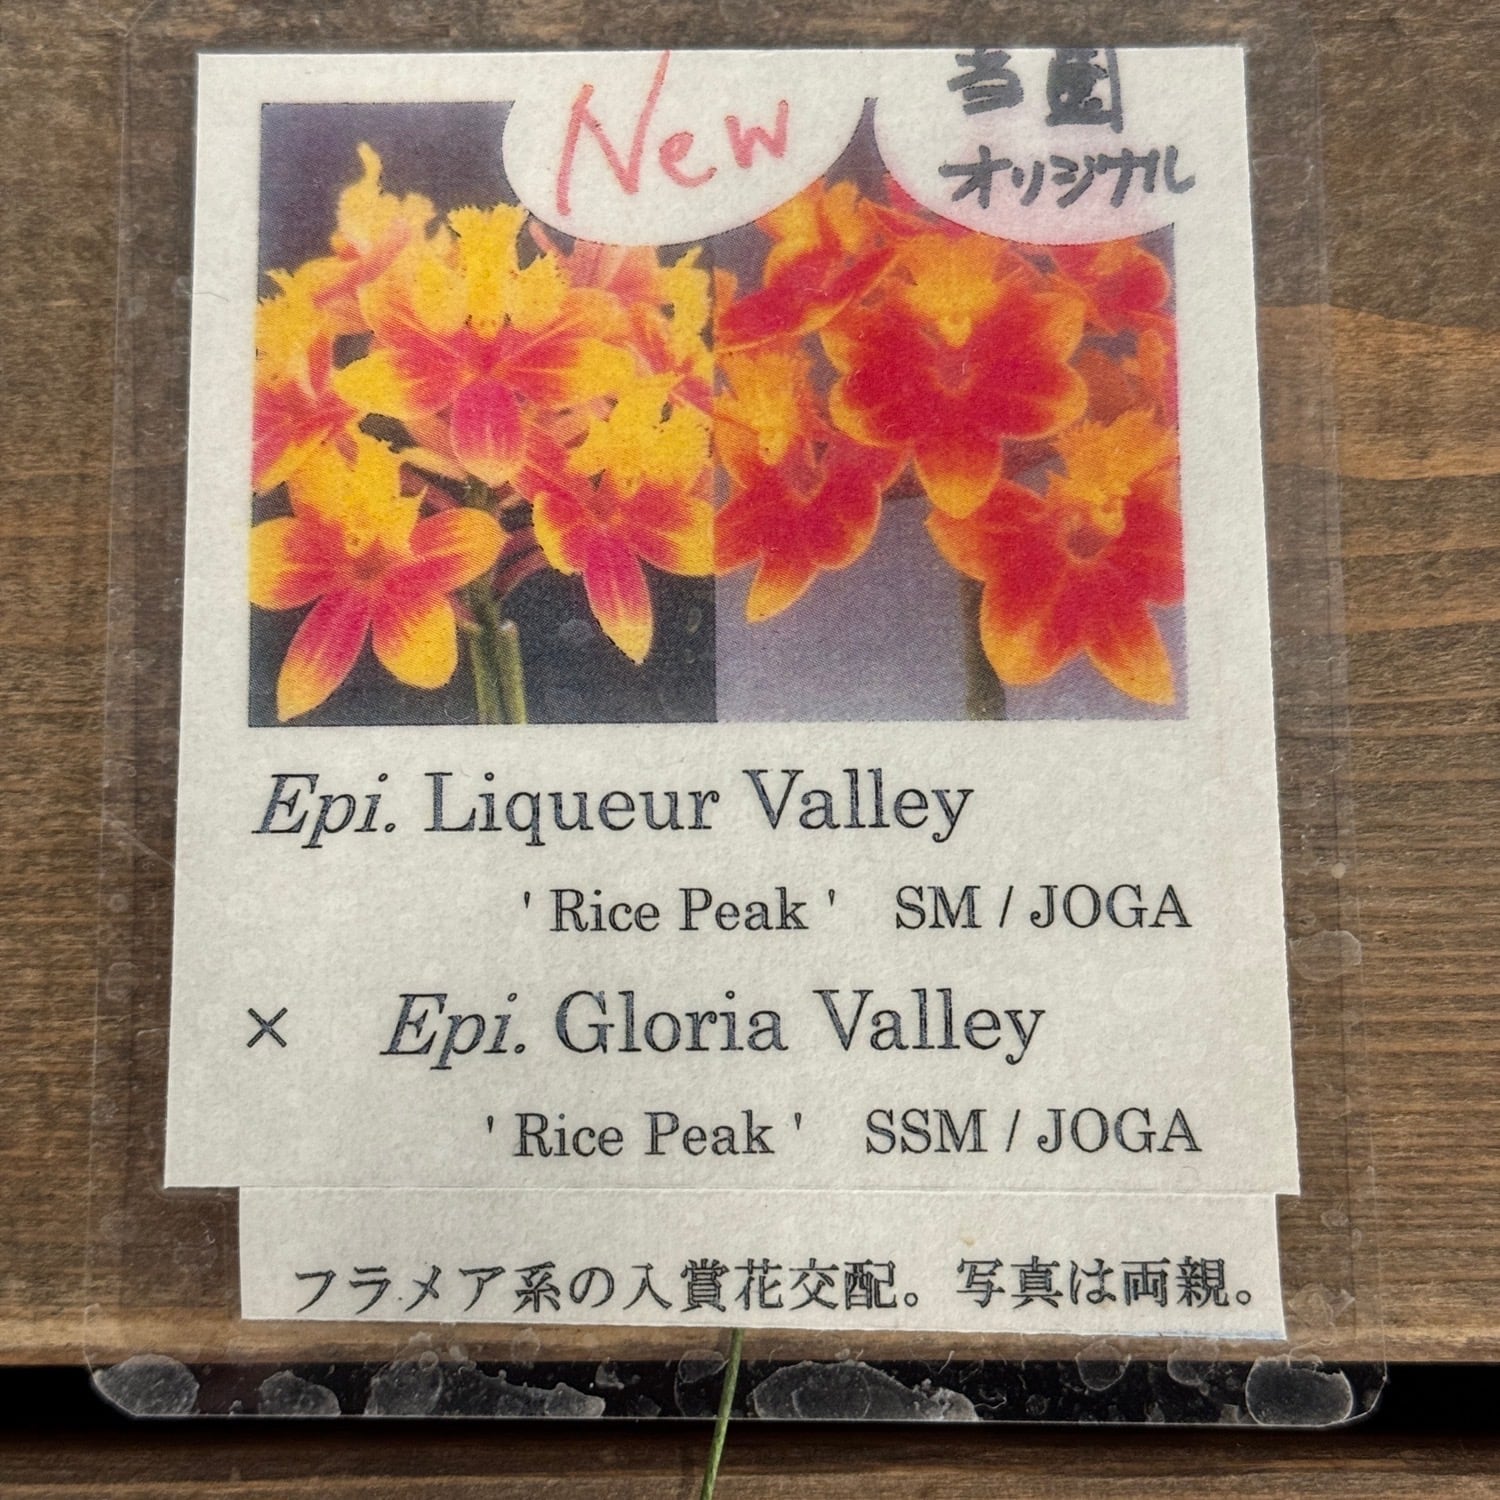 New
当園
オリジナル
Epi. Liqueur Valley
' Rice Peak ' SM / JOGA
× Epi. Gloria Valley
' Rice Peak ' SSM / JOGA
フラメア系の入賞花交配。写真は両親。